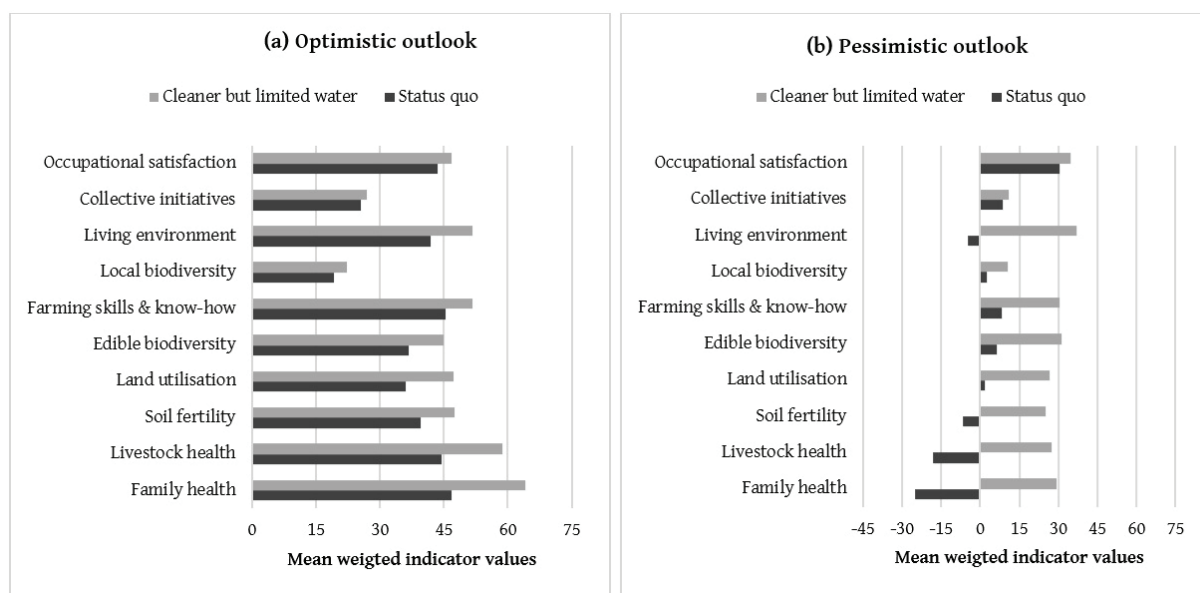 (a) Optimistic outlook
Cleaner but limited water Status quo
Occupational satisfaction
Collective initiatives
Living environment
Local biodiversity
Farming skills & know-how
Edible biodiversity
Land utilisation
Soil fertility
Livestock health
Family health
0 15 30 45 60 75
Mean weigted indicator values
(b) Pessimistic outlook
Cleaner but limited water Status quo
Occupational satisfaction
Collective initiatives
Living environment
Local biodiversity
Farming skills & know-how
Edible biodiversity
Land utilisation
Soil fertility
Livestock health
Family health
-45 -30 -15 0 15 30 45 60 75
Mean weigted indicator values